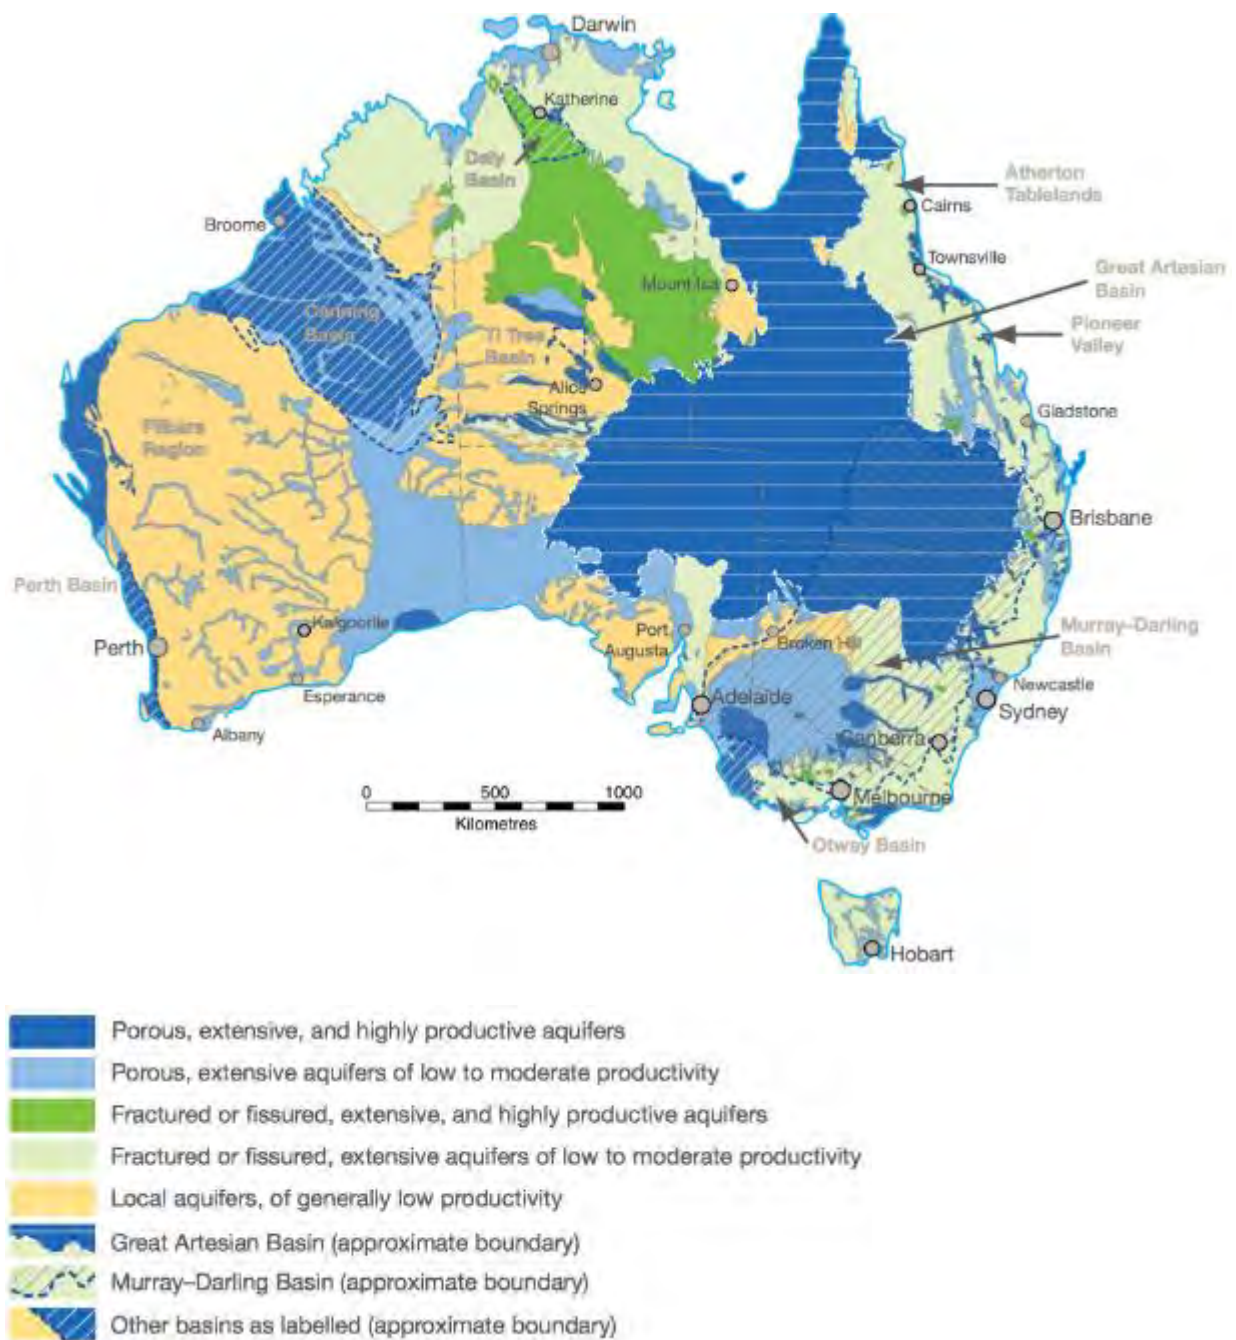 Darwin
Katherine
Daly
Basin
Atherton
Tablelands
Cairns
Broome
Townsville
Great Artesian
Basin
Mount Isa
Canning
Basin
Ti Tree
Basin
Pioneer
Valley
Alice
Springs
Gladstone
Pilbara
Region
Brisbane
Perth Basin
Kalgoorlie
Perth
Port
Augusta
Broken Hill
Murray–Darling
Basin
Esperance
Newcastle
Adelaide
Sydney
Albany
Canberra
0 500 1000
Kilometres
Melbourne
Otway Basin
Hobart
Porous, extensive, and highly productive aquifers
Porous, extensive aquifers of low to moderate productivity
Fractured or fissured, extensive, and highly productive aquifers
Fractured or fissured, extensive aquifers of low to moderate productivity
Local aquifers, of generally low productivity
Great Artesian Basin (approximate boundary)
Murray–Darling Basin (approximate boundary)
Other basins as labelled (approximate boundary)